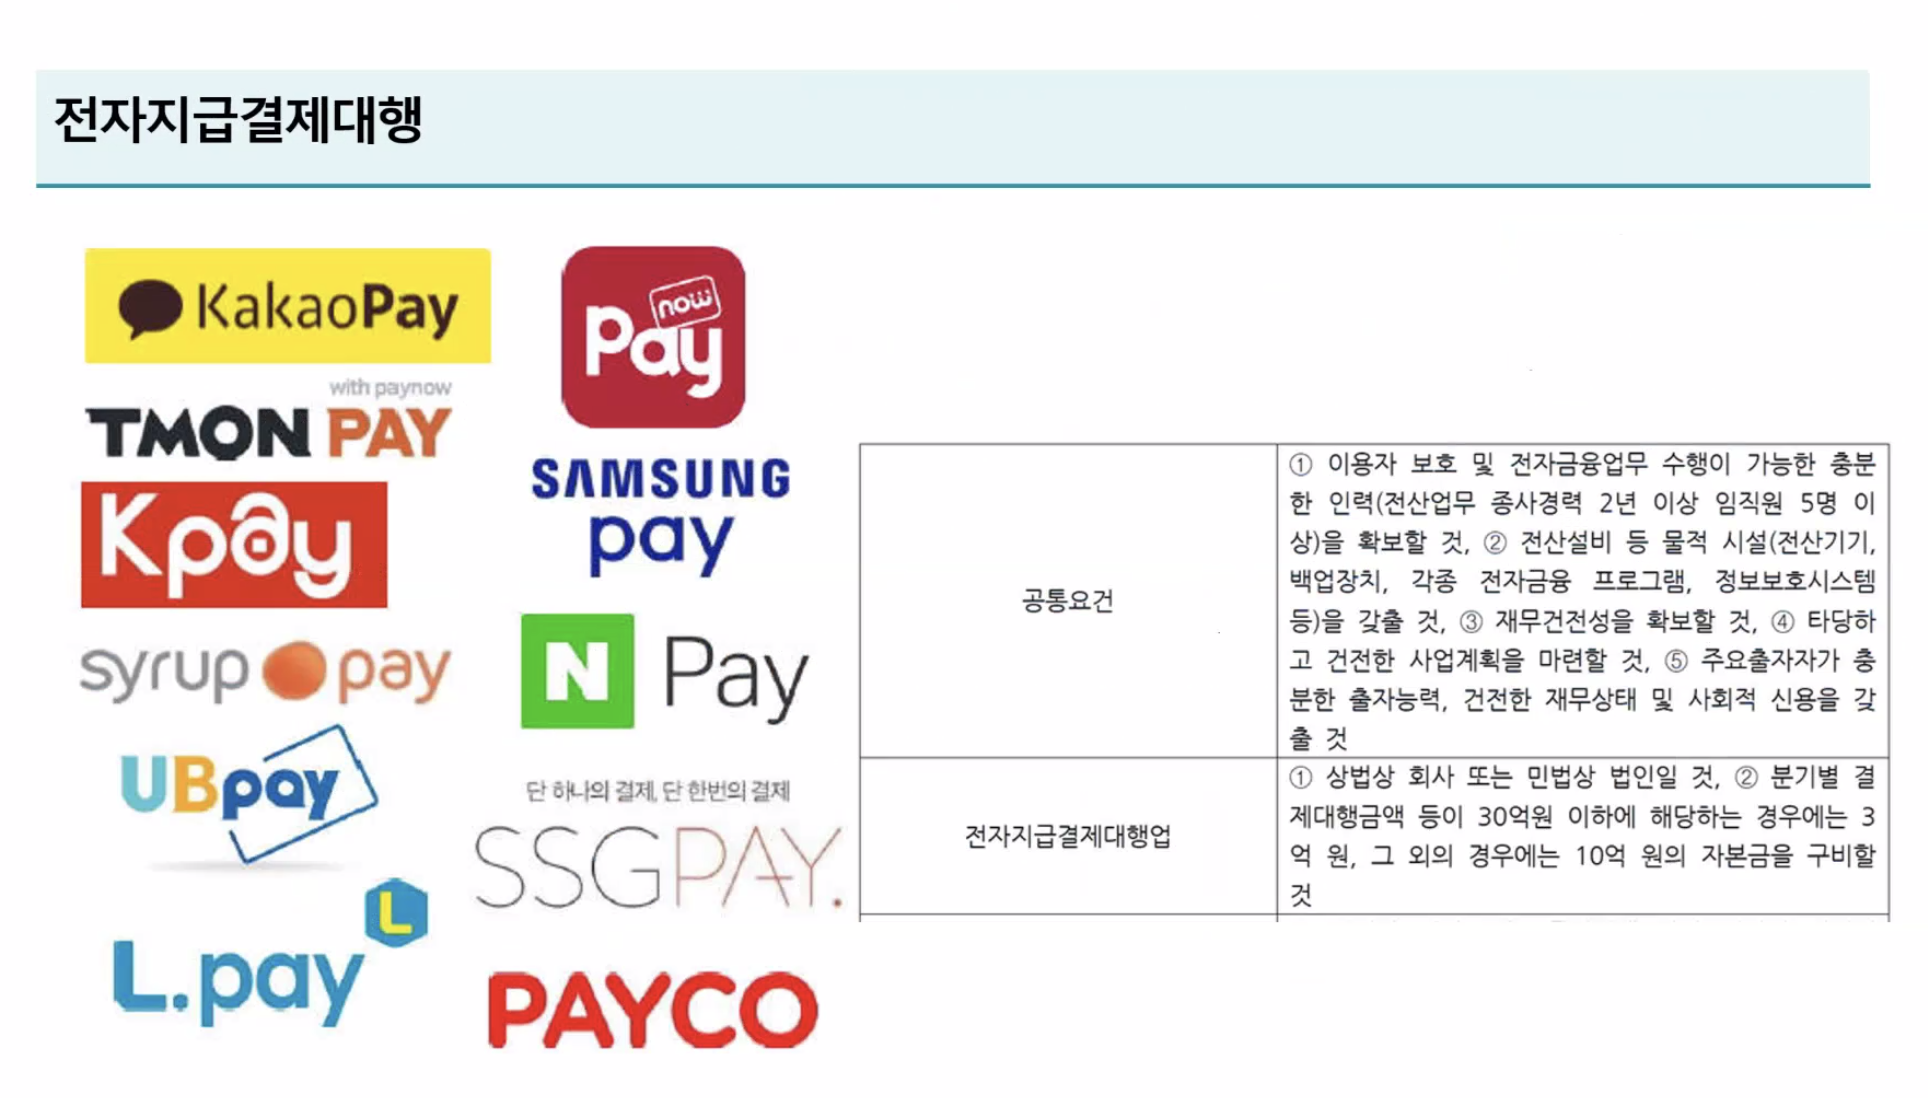 전자지급결제대행
KakaoPay
with paynow
TMON PAY
Kpay
syrup pay
UBpay
L
L.pay
now
Pay
SAMSUNG
pay
N Pay
단 하나의 결제, 단 한번의 결제
SSGPAY.
PAYCO
공통요건
① 이용자 보호 및 전자금융업무 수행이 가능한 충분
한 인력(전산업무 종사경력 2년 이상 임직원 5명 이
상)을 확보할 것, ② 전산설비 등 물적 시설(전산기기,
백업장치, 각종 전자금융 프로그램, 정보보호시스템
등)을 갖출 것, ③ 재무건전성을 확보할 것, ④ 타당하
고 건전한 사업계획을 마련할 것, ⑤ 주요출자자가 충
분한 출자능력, 건전한 재무상태 및 사회적 신용을 갖
출 것
전자지급결제대행업
① 상법상 회사 또는 민법상 법인일 것, ② 분기별 결
제대행금액 등이 30억원 이하에 해당하는 경우에는 3
억 원, 그 외의 경우에는 10억 원의 자본금을 구비할
것